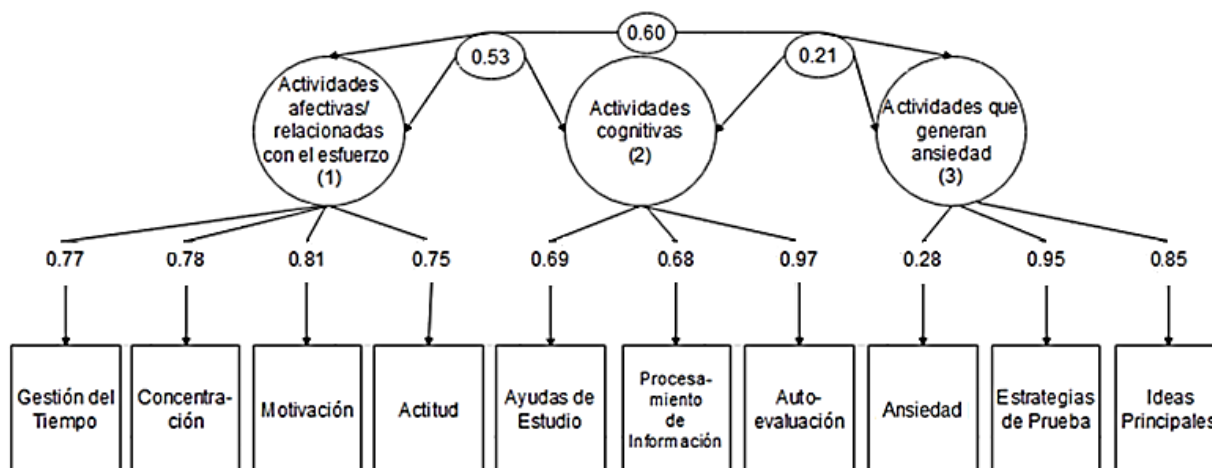 0.60
0.53
0.21
Actividades
afectivas/
relacionadas
con el esfuerzo
(1)
Actividades
cognitivas
(2)
Actividades que
generan
ansiedad
(3)
0.77
0.78
0.81
0.75
0.69
0.68
0.97
0.28
0.95
0.85
Gestión del
Tiempo
Concentra-
ción
Motivación
Actitud
Ayudas de
Estudio
Procesa-
miento
de
Información
Auto-
evaluación
Ansiedad
Estrategias
de Prueba
Ideas
Principales